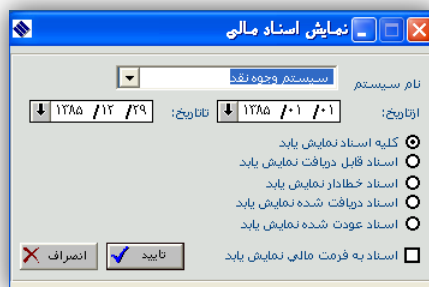 نمایش اسناد مالی
نام سیستم سیستم وجوه نقد
ازتاریخ: ۱۳۸۵ /۰۱ /۰۱ تاتاریخ: ۱۳۸۵ /۱۲ /۲۹
کلیه اسناد نمایش یابد
اسناد قابل دریافت نمایش یابد
اسناد خطادار نمایش یابد
اسناد دریافت شده نمایش یابد
اسناد عودت شده نمایش یابد
اسناد به فرمت مالی نمایش یابد
تایید
انصراف